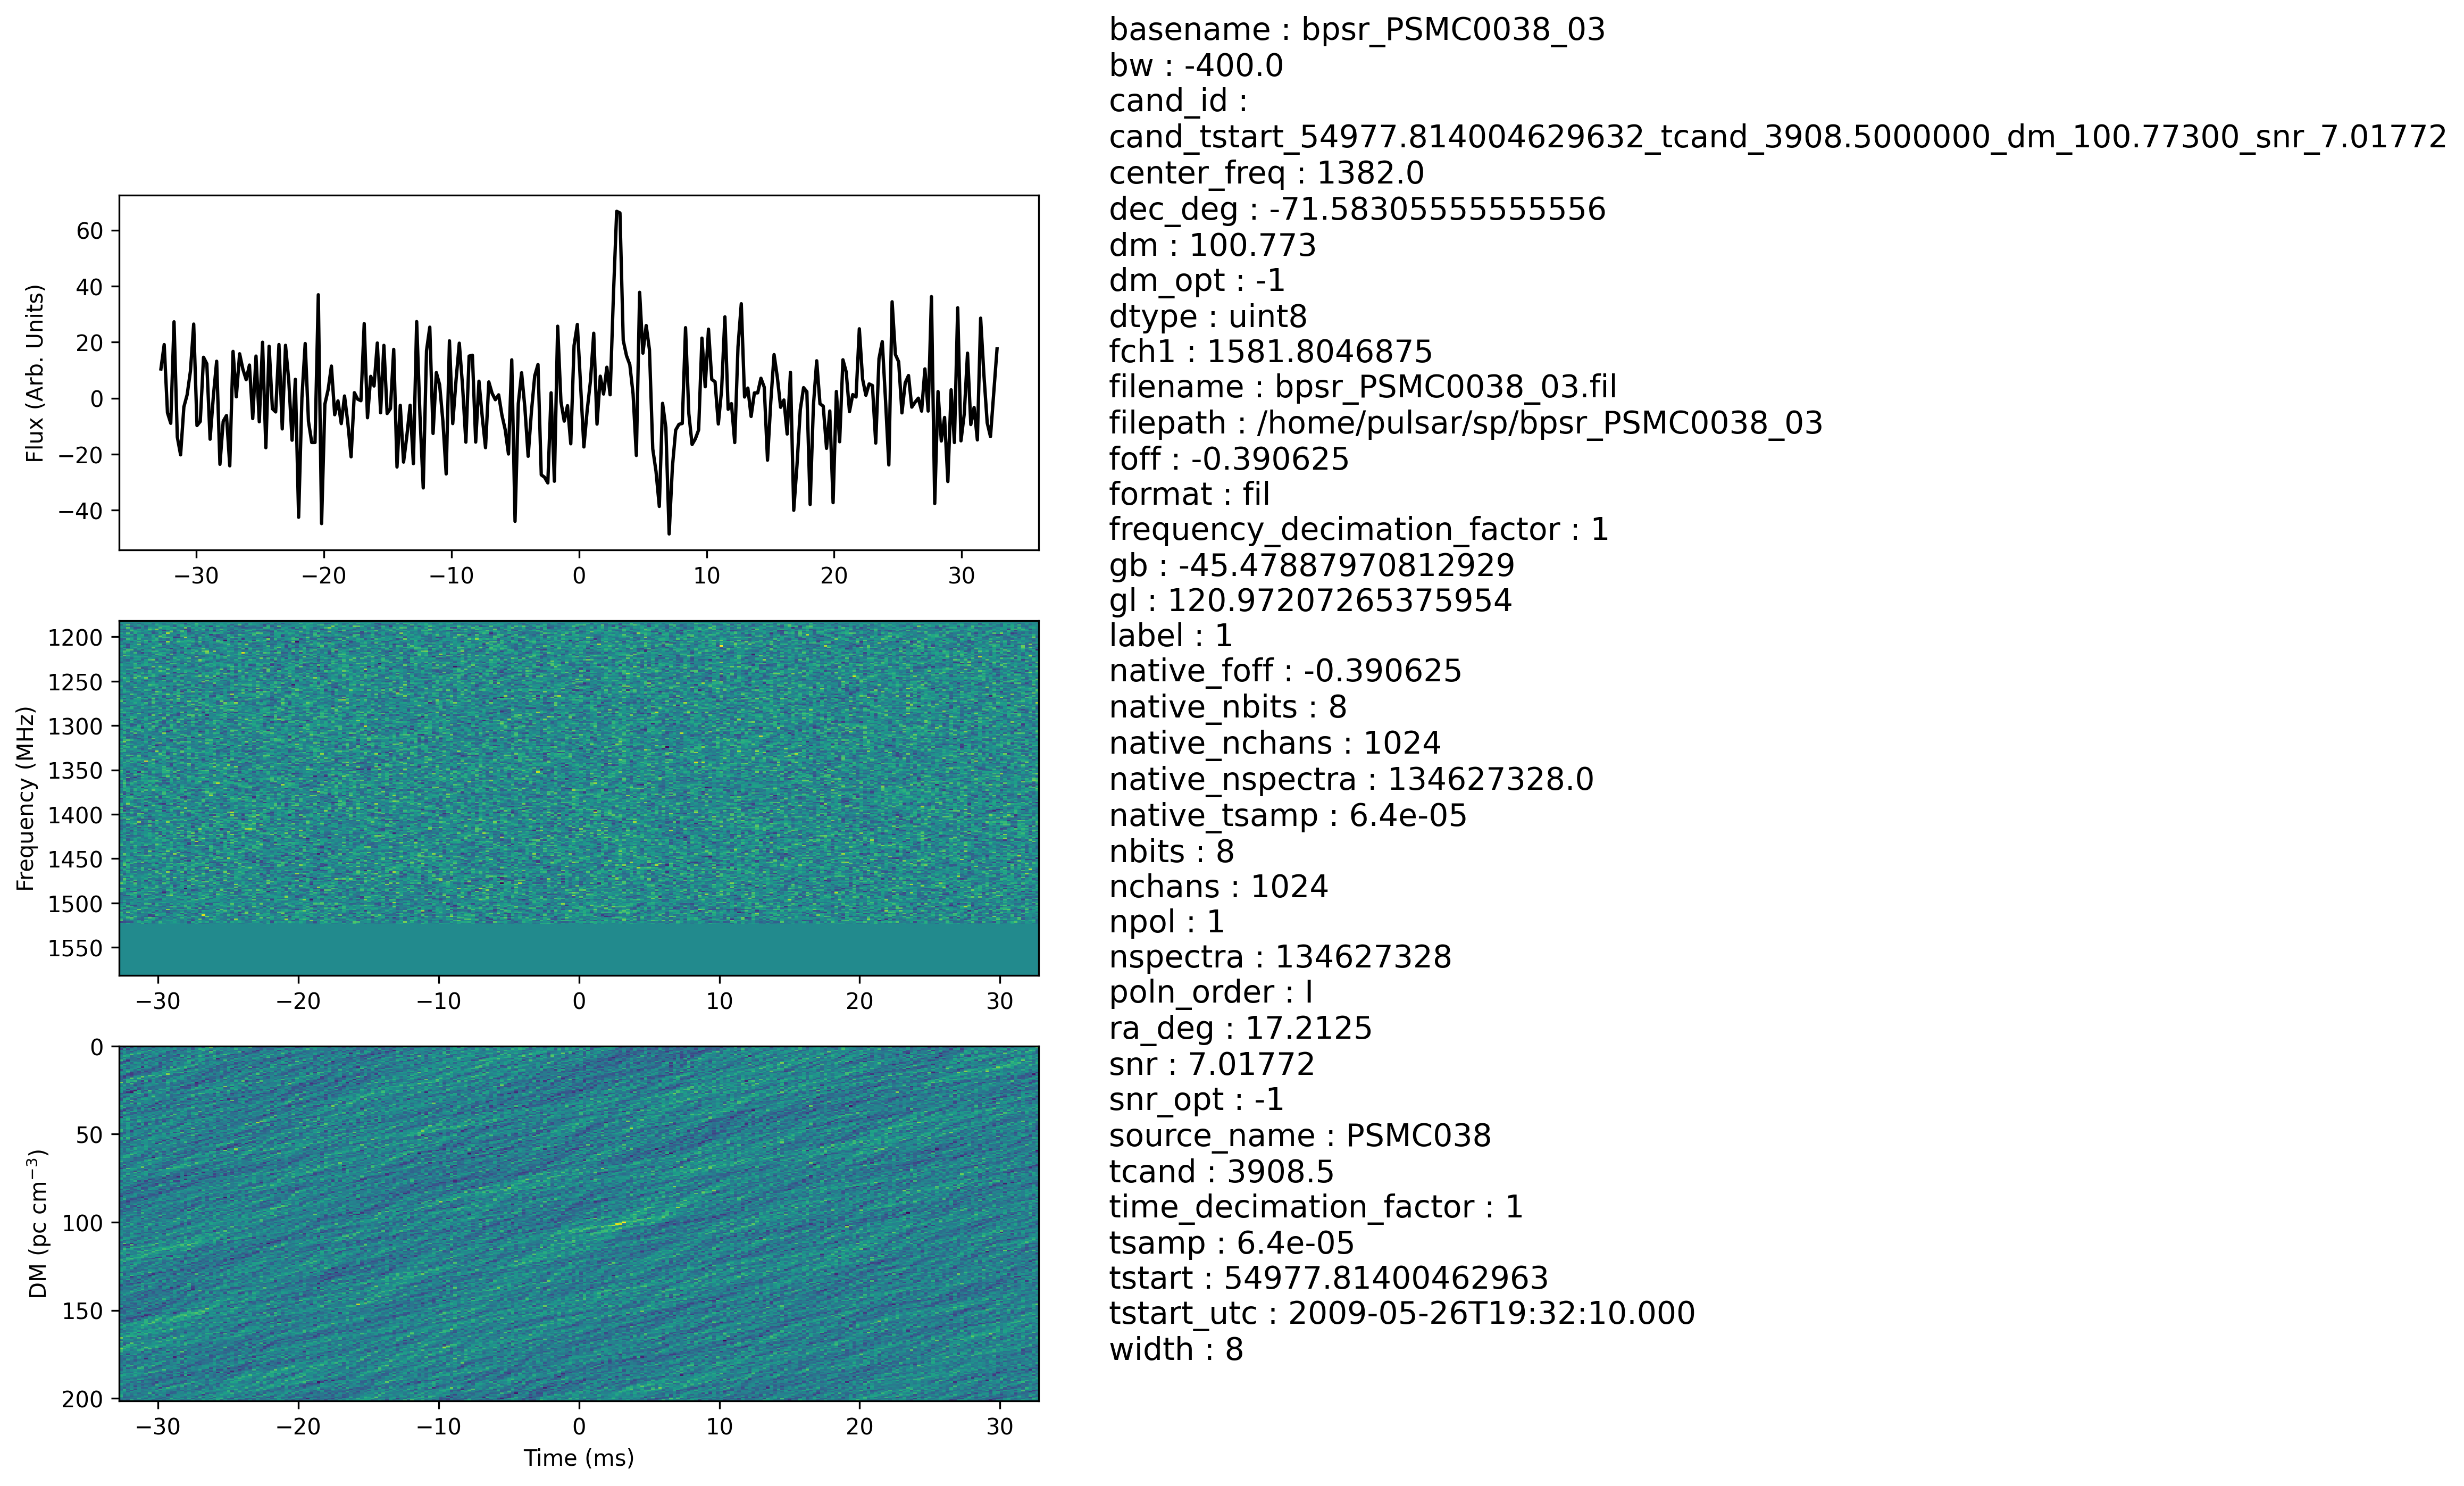 basename : bpsr_PSMC0038_03
bw : -400.0
cand_id :
cand_tstart_54977.814004629632_tcand_3908.5000000_dm_100.77300_snr_7.01772
center_freq : 1382.0
dec_deg : -71.58305555555556
dm : 100.773
dm_opt : -1
dtype : uint8
fch1 : 1581.8046875
filename : bpsr_PSMC0038_03.fil
filepath : /home/pulsar/sp/bpsr_PSMC0038_03
foff : -0.390625
format : fil
frequency_decimation_factor : 1
gb : -45.47887970812929
gl : 120.97207265375954
label : 1
native_foff : -0.390625
native_nbits : 8
native_nchans : 1024
native_nspectra : 134627328.0
native_tsamp : 6.4e-05
nbits : 8
nchans : 1024
npol : 1
nspectra : 134627328
poln_order : I
ra_deg : 17.2125
snr : 7.01772
snr_opt : -1
source_name : PSMC038
tcand : 3908.5
time_decimation_factor : 1
tsamp : 6.4e-05
tstart : 54977.81400462963
tstart_utc : 2009-05-26T19:32:10.000
width : 8
Flux (Arb. Units)
60
40
20
0
−20
−40
−30 −20 −10 0 10 20 30
Frequency (MHz)
1200
1250
1300
1350
1400
1450
1500
1550
−30 −20 −10 0 10 20 30
DM (pc cm⁻³)
0
50
100
150
200
−30 −20 −10 0 10 20 30
Time (ms)